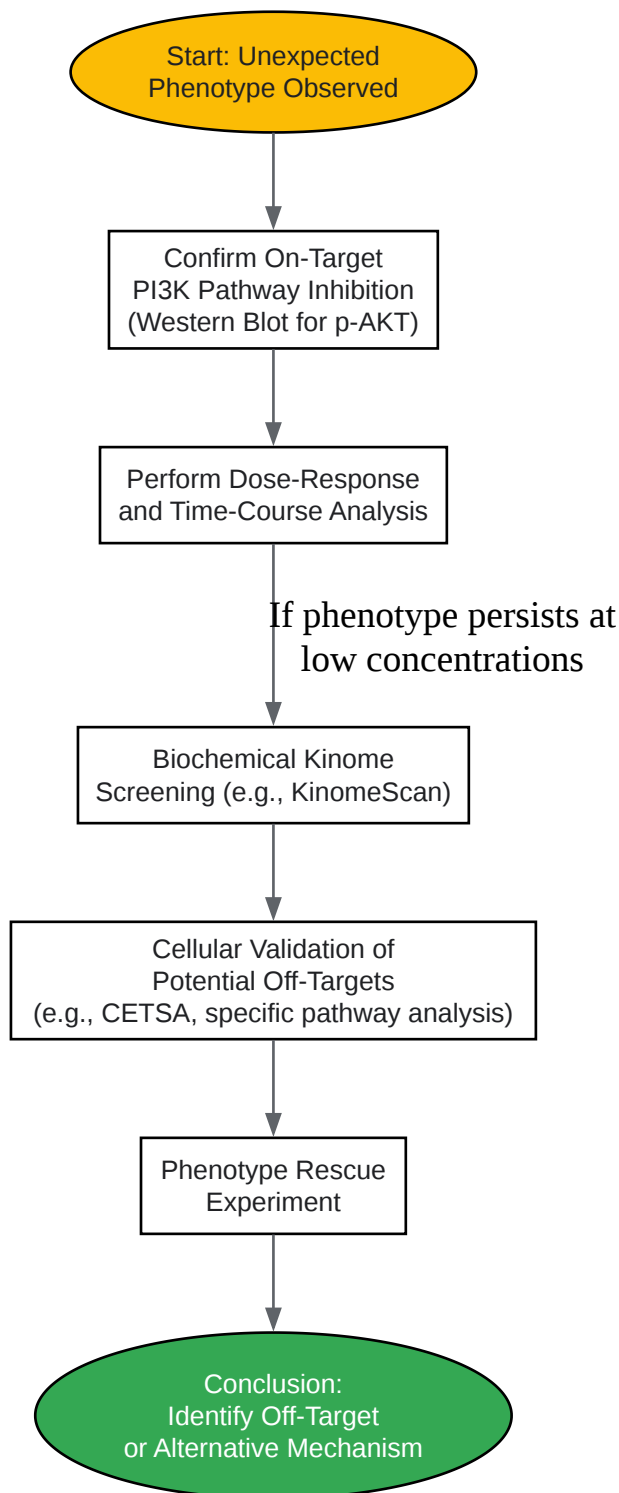 Start: Unexpected
Phenotype Observed
Confirm On-Target
PI3K Pathway Inhibition
(Western Blot for p-AKT)
Perform Dose-Response
and Time-Course Analysis
If phenotype persists at
low concentrations
Biochemical Kinome
Screening (e.g., KinomeScan)
Cellular Validation of
Potential Off-Targets
(e.g., CETSA, specific pathway analysis)
Phenotype Rescue
Experiment
Conclusion:
Identify Off-Target
or Alternative Mechanism